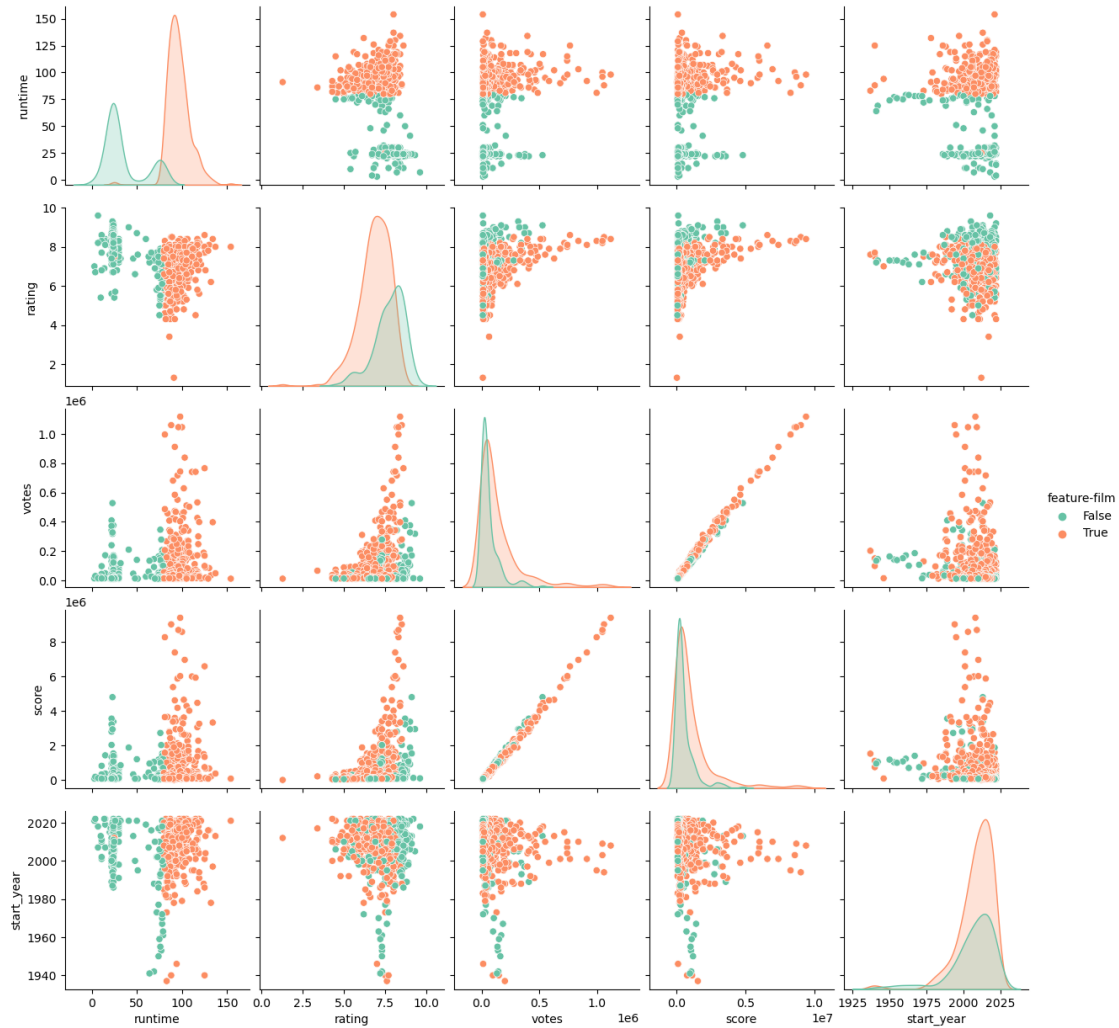 150
125
100
75
50
25
0
runtime
10
8
6
4
2
rating
1e6
1.0
0.8
0.6
0.4
0.2
0.0
votes
feature-film
False
True
1e6
8
6
4
2
0
score
2020
2000
1980
1960
1940
start_year
0 50 100 150
0.0 2.5 5.0 7.5 10.0
0.0 0.5 1.0
0.0 0.5 1.0
1925 1950 1975 2000 2025
runtime rating votes 1e6 score 1e7 start_year